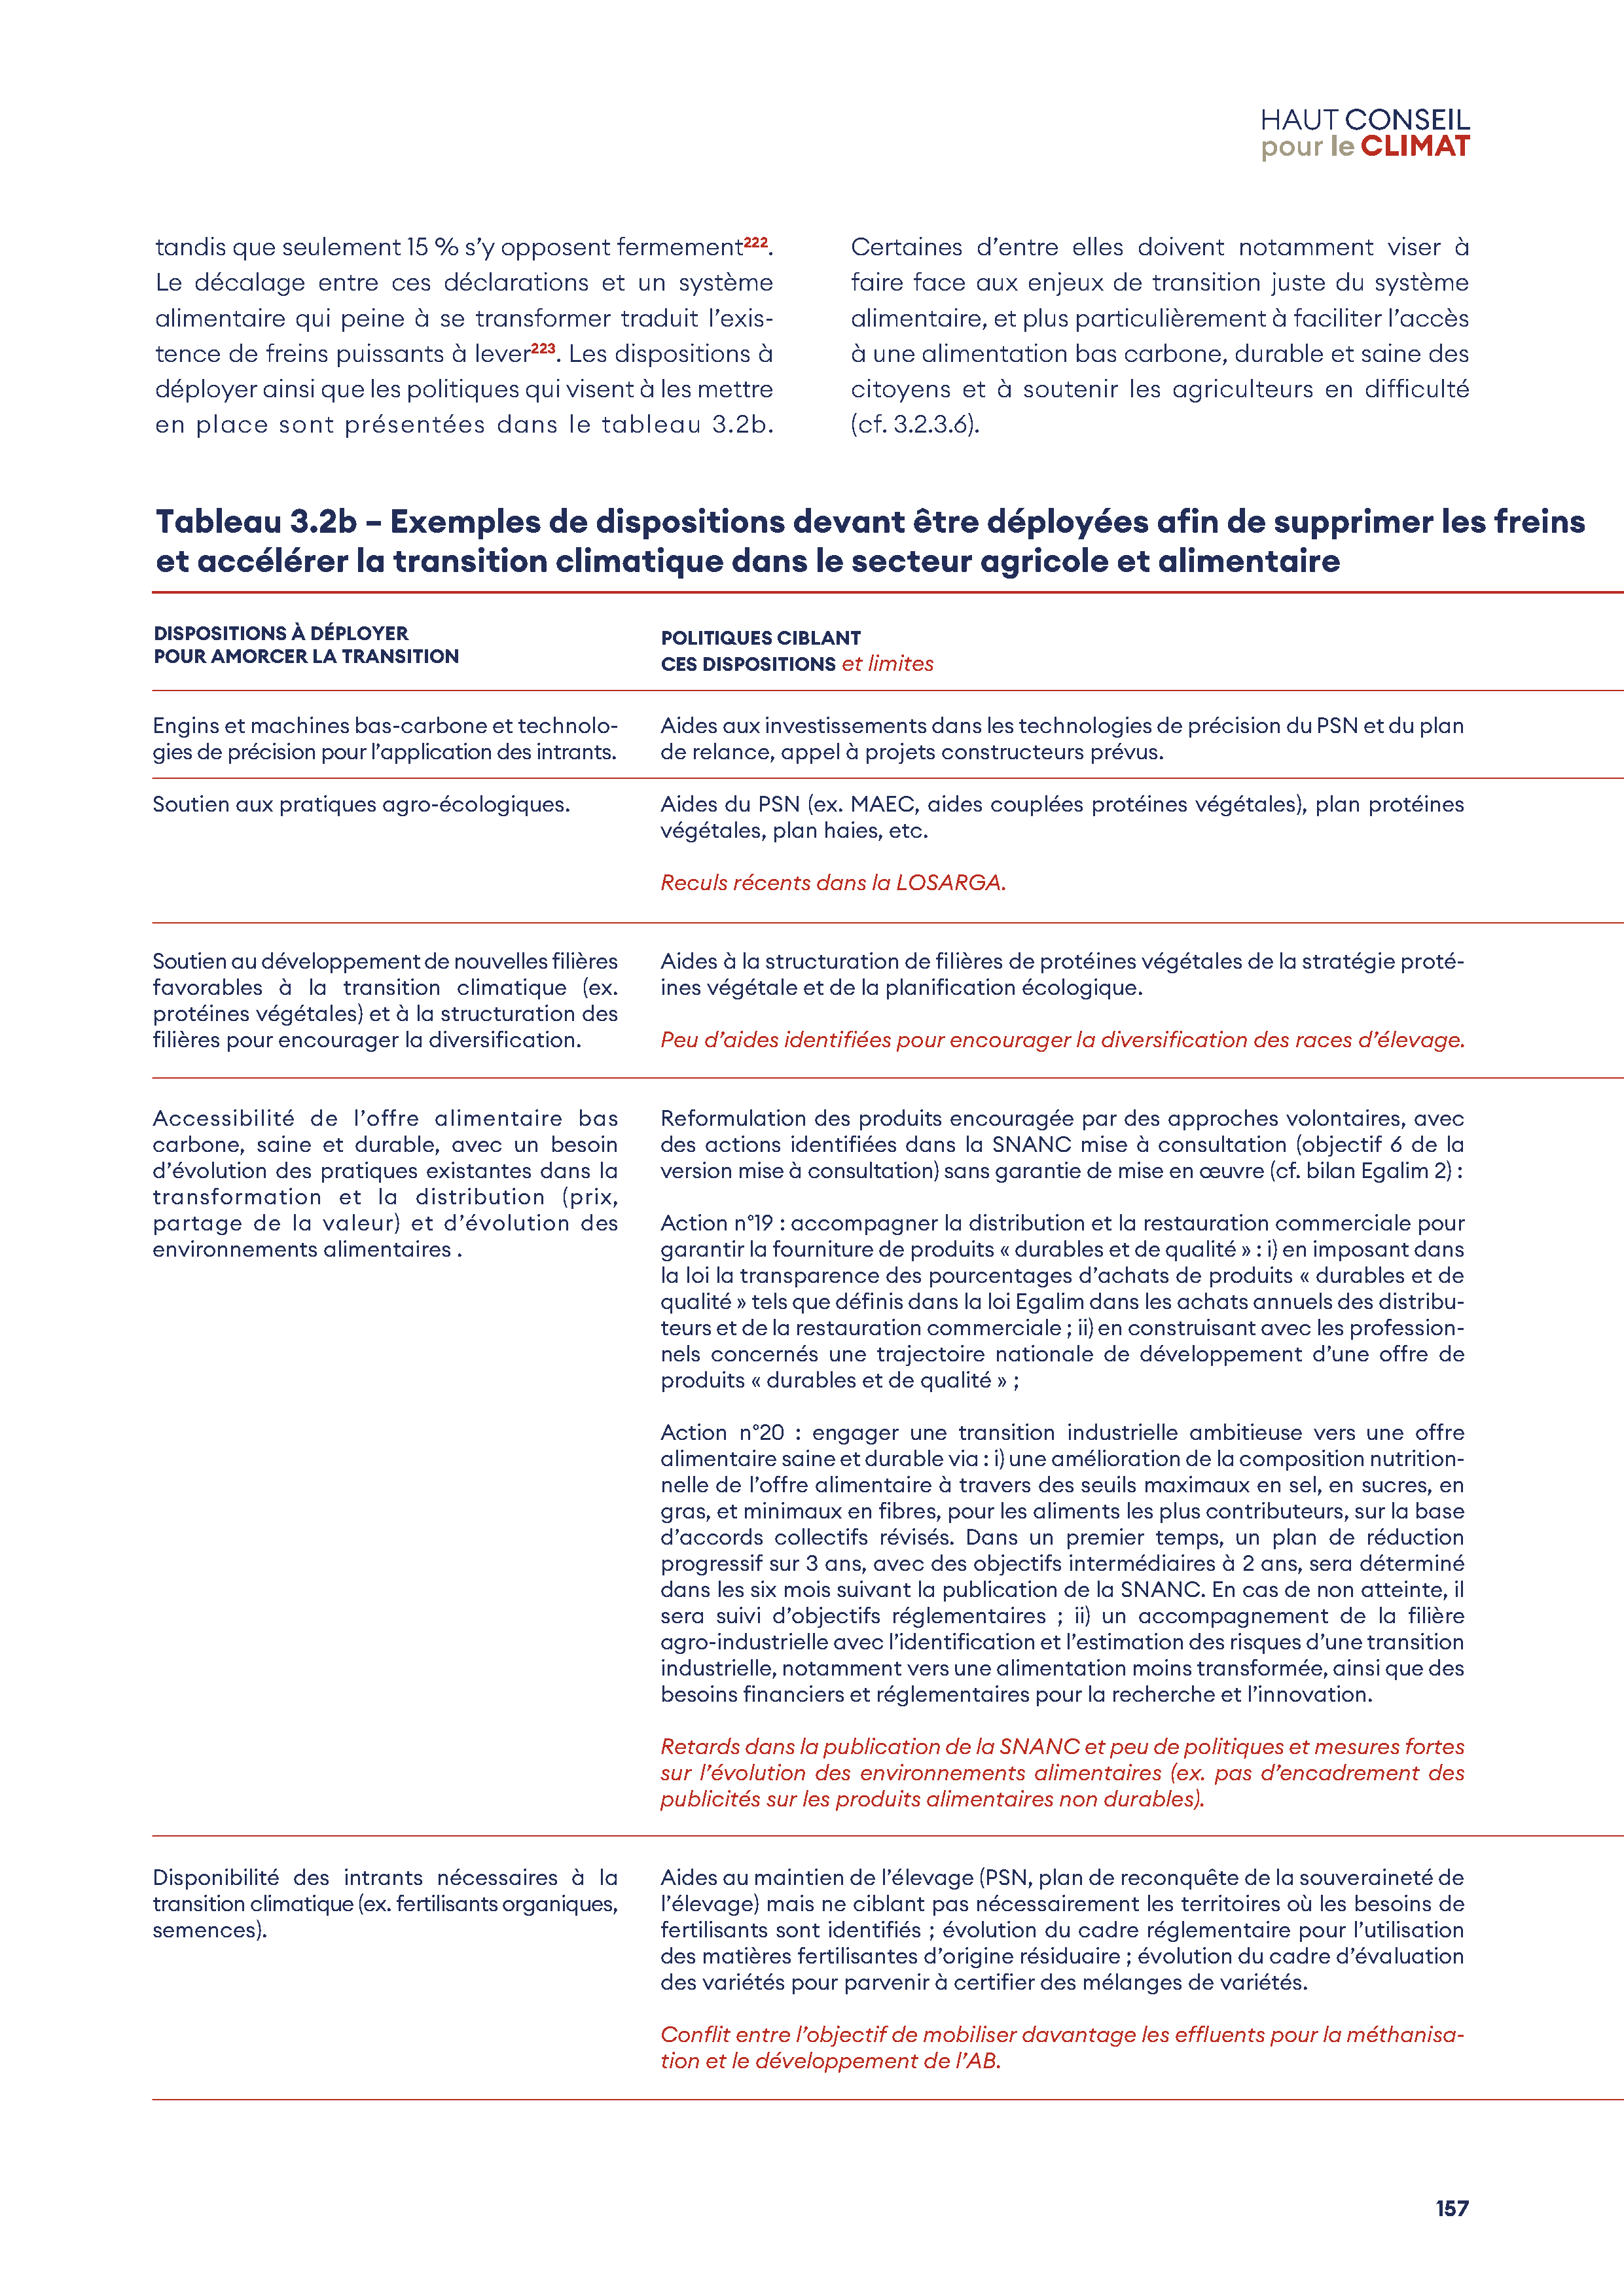 HAUT CONSEIL
pour le CLIMAT
tandis que seulement 15 % s’y opposent fermement222.
Le décalage entre ces déclarations et un système
alimentaire qui peine à se transformer traduit l’exis-
tence de freins puissants à lever223. Les dispositions à
déployer ainsi que les politiques qui visent à les mettre
en place sont présentées dans le tableau 3.2b.
Certaines d’entre elles doivent notamment viser à
faire face aux enjeux de transition juste du système
alimentaire, et plus particulièrement à faciliter l’accès
à une alimentation bas carbone, durable et saine des
citoyens et à soutenir les agriculteurs en difficulté
(cf. 3.2.3.6).
Tableau 3.2b – Exemples de dispositions devant être déployées afin de supprimer les freins
et accélérer la transition climatique dans le secteur agricole et alimentaire
DISPOSITIONS À DÉPLOYER
POUR AMORCER LA TRANSITION
POLITIQUES CIBLANT
CES DISPOSITIONS et limites
Engins et machines bas-carbone et technolo-
gies de précision pour l’application des intrants.
Aides aux investissements dans les technologies de précision du PSN et du plan
de relance, appel à projets constructeurs prévus.
Soutien aux pratiques agro-écologiques.
Aides du PSN (ex. MAEC, aides couplées protéines végétales), plan protéines
végétales, plan haies, etc.
Reculs récents dans la LOSARGA.
Soutien au développement de nouvelles filières
favorables à la transition climatique (ex.
protéines végétales) et à la structuration des
filières pour encourager la diversification.
Aides à la structuration de filières de protéines végétales de la stratégie proté-
ines végétale et de la planification écologique.
Peu d’aides identifiées pour encourager la diversification des races d’élevage.
Accessibilité de l’offre alimentaire bas
carbone, saine et durable, avec un besoin
d’évolution des pratiques existantes dans la
transformation et la distribution (prix,
partage de la valeur) et d’évolution des
environnements alimentaires .
Reformulation des produits encouragée par des approches volontaires, avec
des actions identifiées dans la SNANC mise à consultation (objectif 6 de la
version mise à consultation) sans garantie de mise en œuvre (cf. bilan Egalim 2) :
Action n°19 : accompagner la distribution et la restauration commerciale pour
garantir la fourniture de produits « durables et de qualité » : i) en imposant dans
la loi la transparence des pourcentages d’achats de produits « durables et de
qualité » tels que définis dans la loi Egalim dans les achats annuels des distribu-
teurs et de la restauration commerciale ; ii) en construisant avec les profession-
nels concernés une trajectoire nationale de développement d’une offre de
produits « durables et de qualité » ;
Action n°20 : engager une transition industrielle ambitieuse vers une offre
alimentaire saine et durable via : i) une amélioration de la composition nutrition-
nelle de l’offre alimentaire à travers des seuils maximaux en sel, en sucres, en
gras, et minimaux en fibres, pour les aliments les plus contributeurs, sur la base
d’accords collectifs révisés. Dans un premier temps, un plan de réduction
progressif sur 3 ans, avec des objectifs intermédiaires à 2 ans, sera déterminé
dans les six mois suivant la publication de la SNANC. En cas de non atteinte, il
sera suivi d’objectifs réglementaires ; ii) un accompagnement de la filière
agro-industrielle avec l’identification et l’estimation des risques d’une transition
industrielle, notamment vers une alimentation moins transformée, ainsi que des
besoins financiers et réglementaires pour la recherche et l’innovation.
Retards dans la publication de la SNANC et peu de politiques et mesures fortes
sur l’évolution des environnements alimentaires (ex. pas d’encadrement des
publicités sur les produits alimentaires non durables).
Disponibilité des intrants nécessaires à la
transition climatique (ex. fertilisants organiques,
semences).
Aides au maintien de l’élevage (PSN, plan de reconquête de la souveraineté de
l’élevage) mais ne ciblant pas nécessairement les territoires où les besoins de
fertilisants sont identifiés ; évolution du cadre réglementaire pour l’utilisation
des matières fertilisantes d’origine résiduaire ; évolution du cadre d’évaluation
des variétés pour parvenir à certifier des mélanges de variétés.
Conflit entre l’objectif de mobiliser davantage les effluents pour la méthanisa-
tion et le développement de l’AB.
157